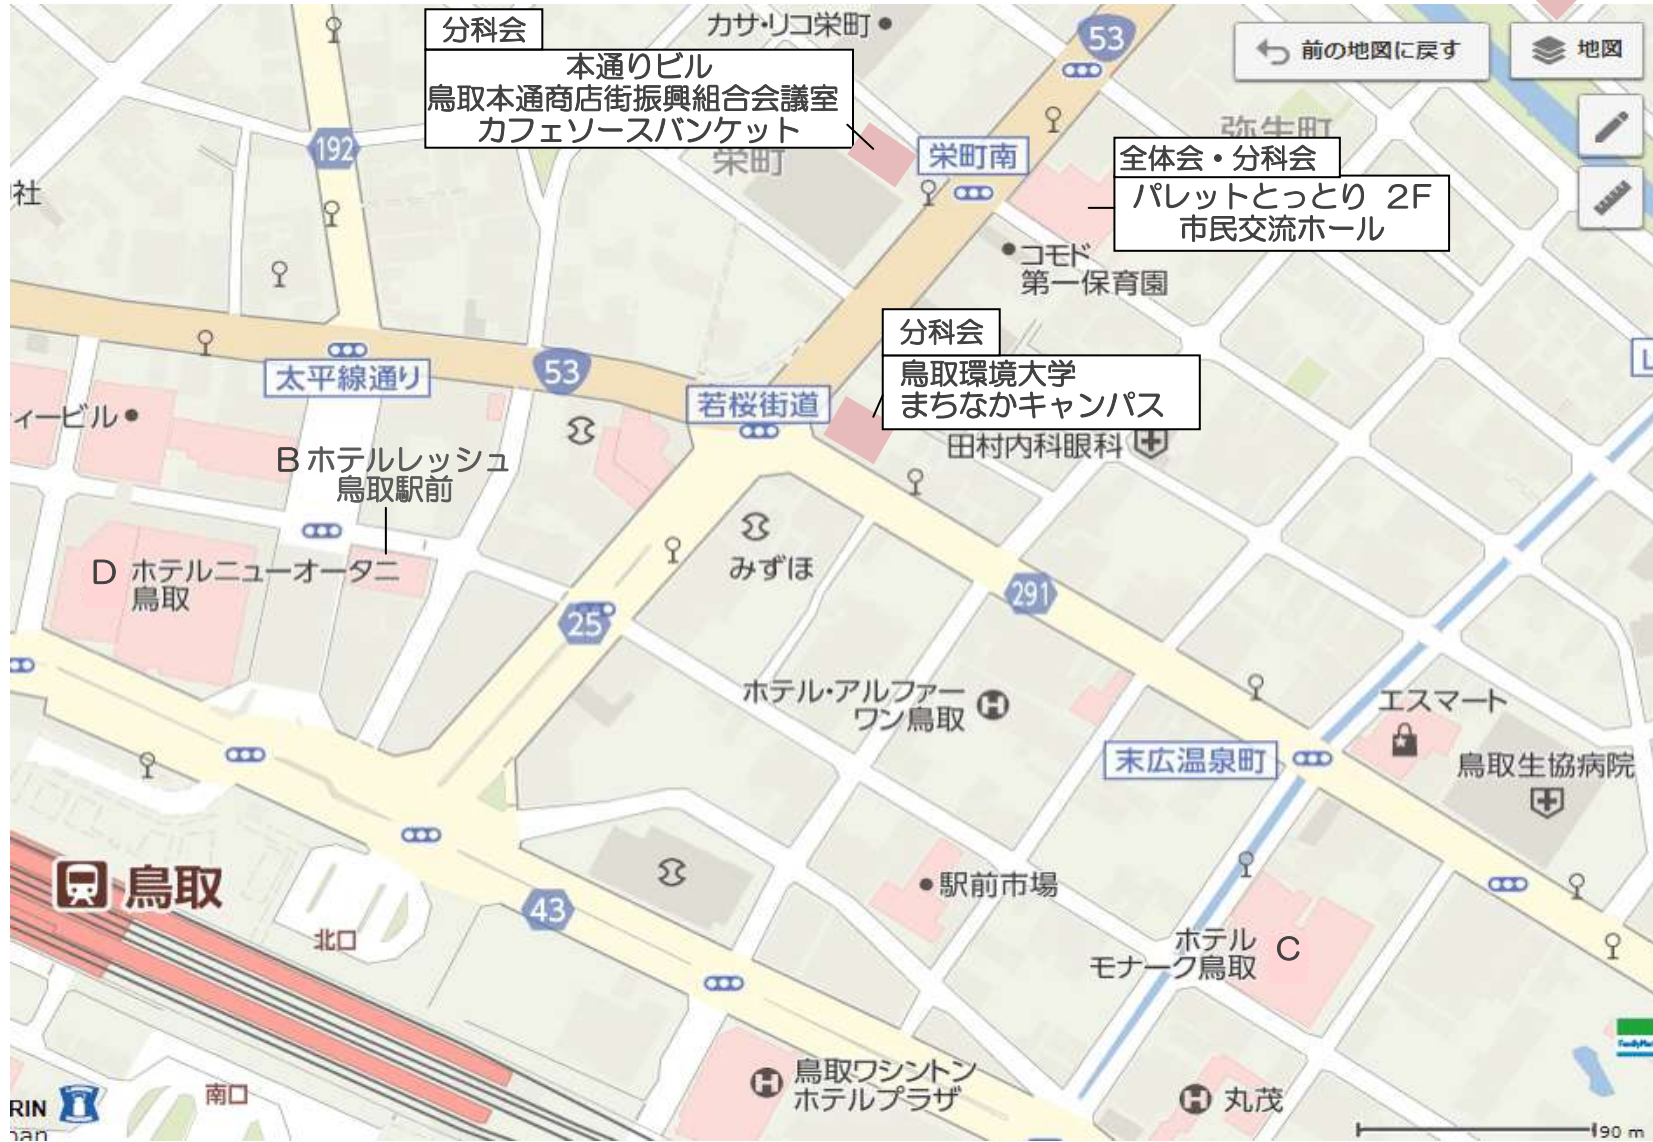 分科会
本通りビル
鳥取本通商店街振興組合会議室
カフェソースバンケット
カサ・リコ栄町
53
前の地図に戻す
地図
192
栄町
栄町南
弥生町
全体会・分科会
パレットとっとり 2F
市民交流ホール
社
コモド
第一保育園
分科会
鳥取環境大学
まちなかキャンパス
太平線通り
53
若桜街道
ィービル
田村内科眼科
B ホテルレッシュ
鳥取駅前
D ホテルニューオータニ
鳥取
みずほ
25
291
ホテル・アルファー
ワン鳥取
エスマート
末広温泉町
鳥取生協病院
鳥取
北口
43
駅前市場
ホテル
モナーク鳥取
C
FamilyMar
鳥取ワシントン
ホテルプラザ
丸茂
南口
RIN
pan
90 m